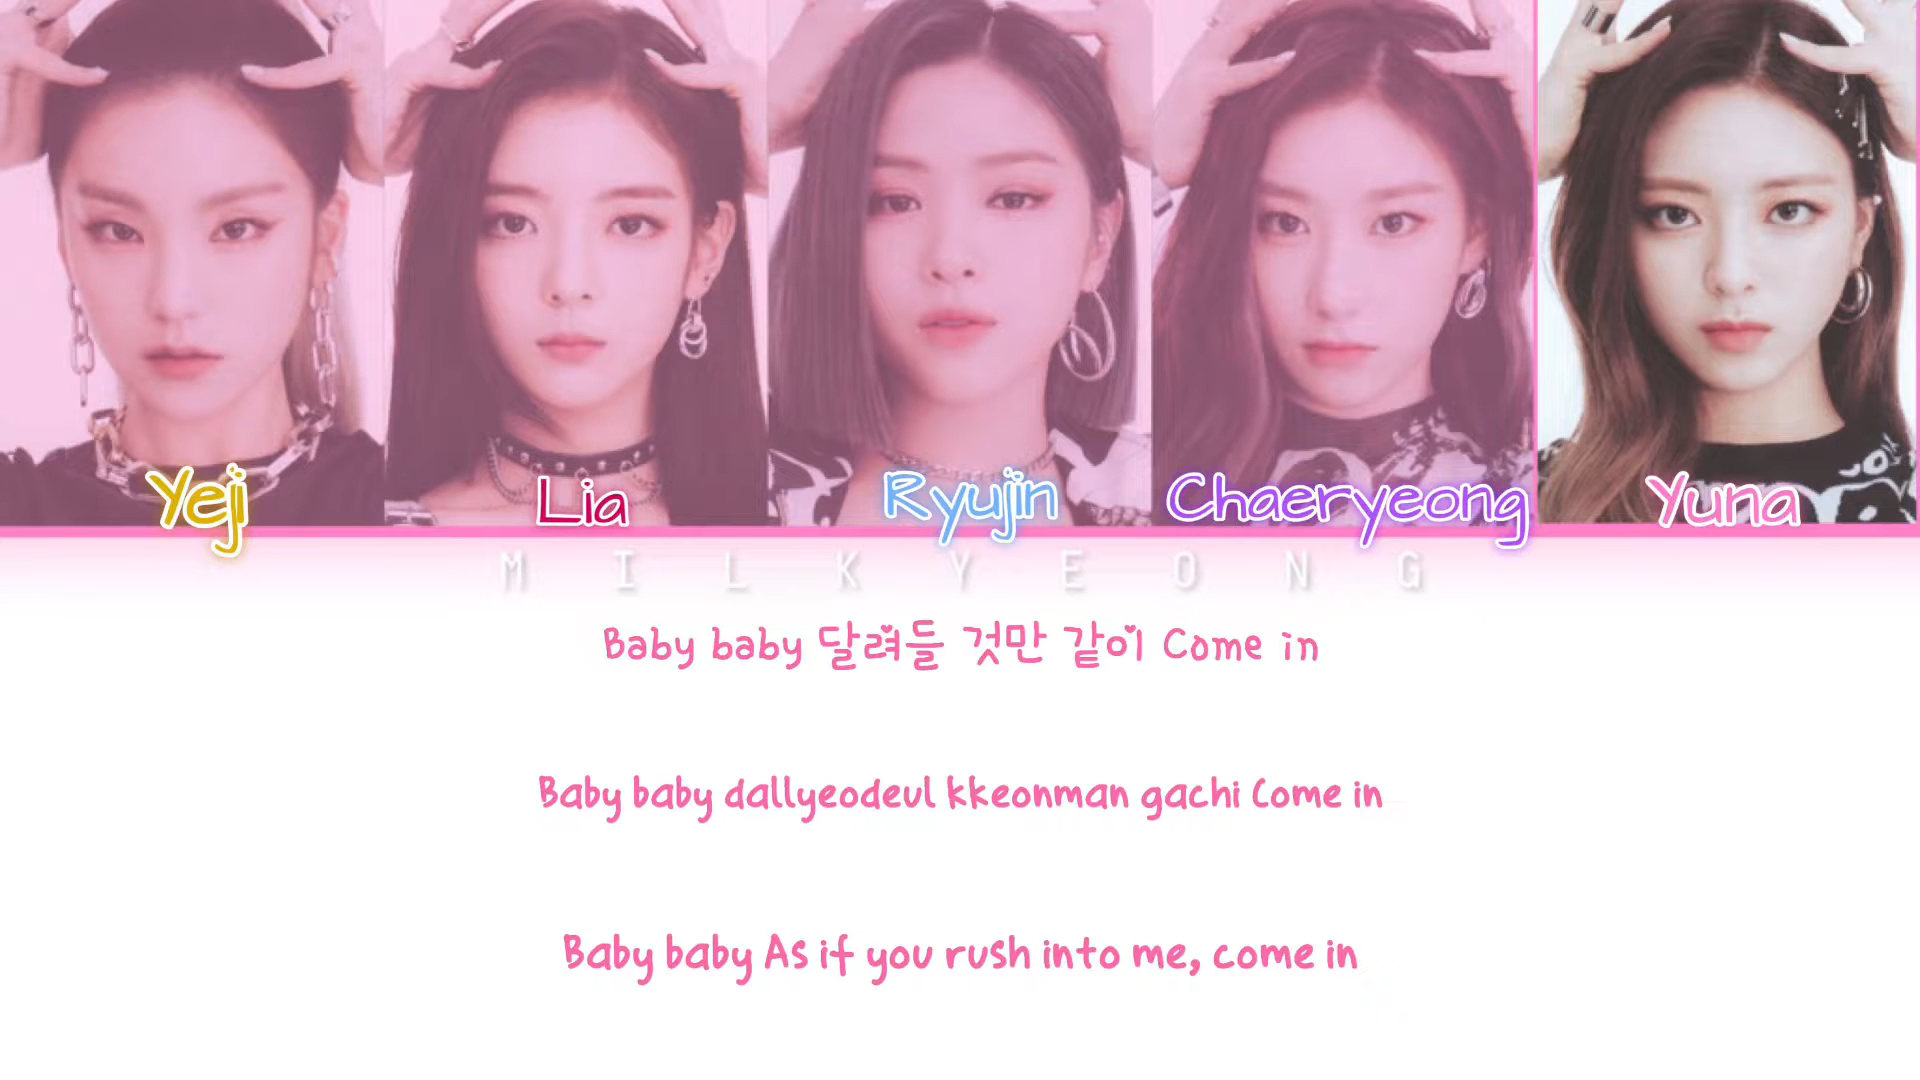 Yeji
Lia
Ryujin
Chaeryeong
Yuna
MILKYEONG
Baby baby 달려들 것만 같이 Come in
Baby baby dallyeodeul kkeonman gachi Come in
Baby baby As if you rush into me, come in